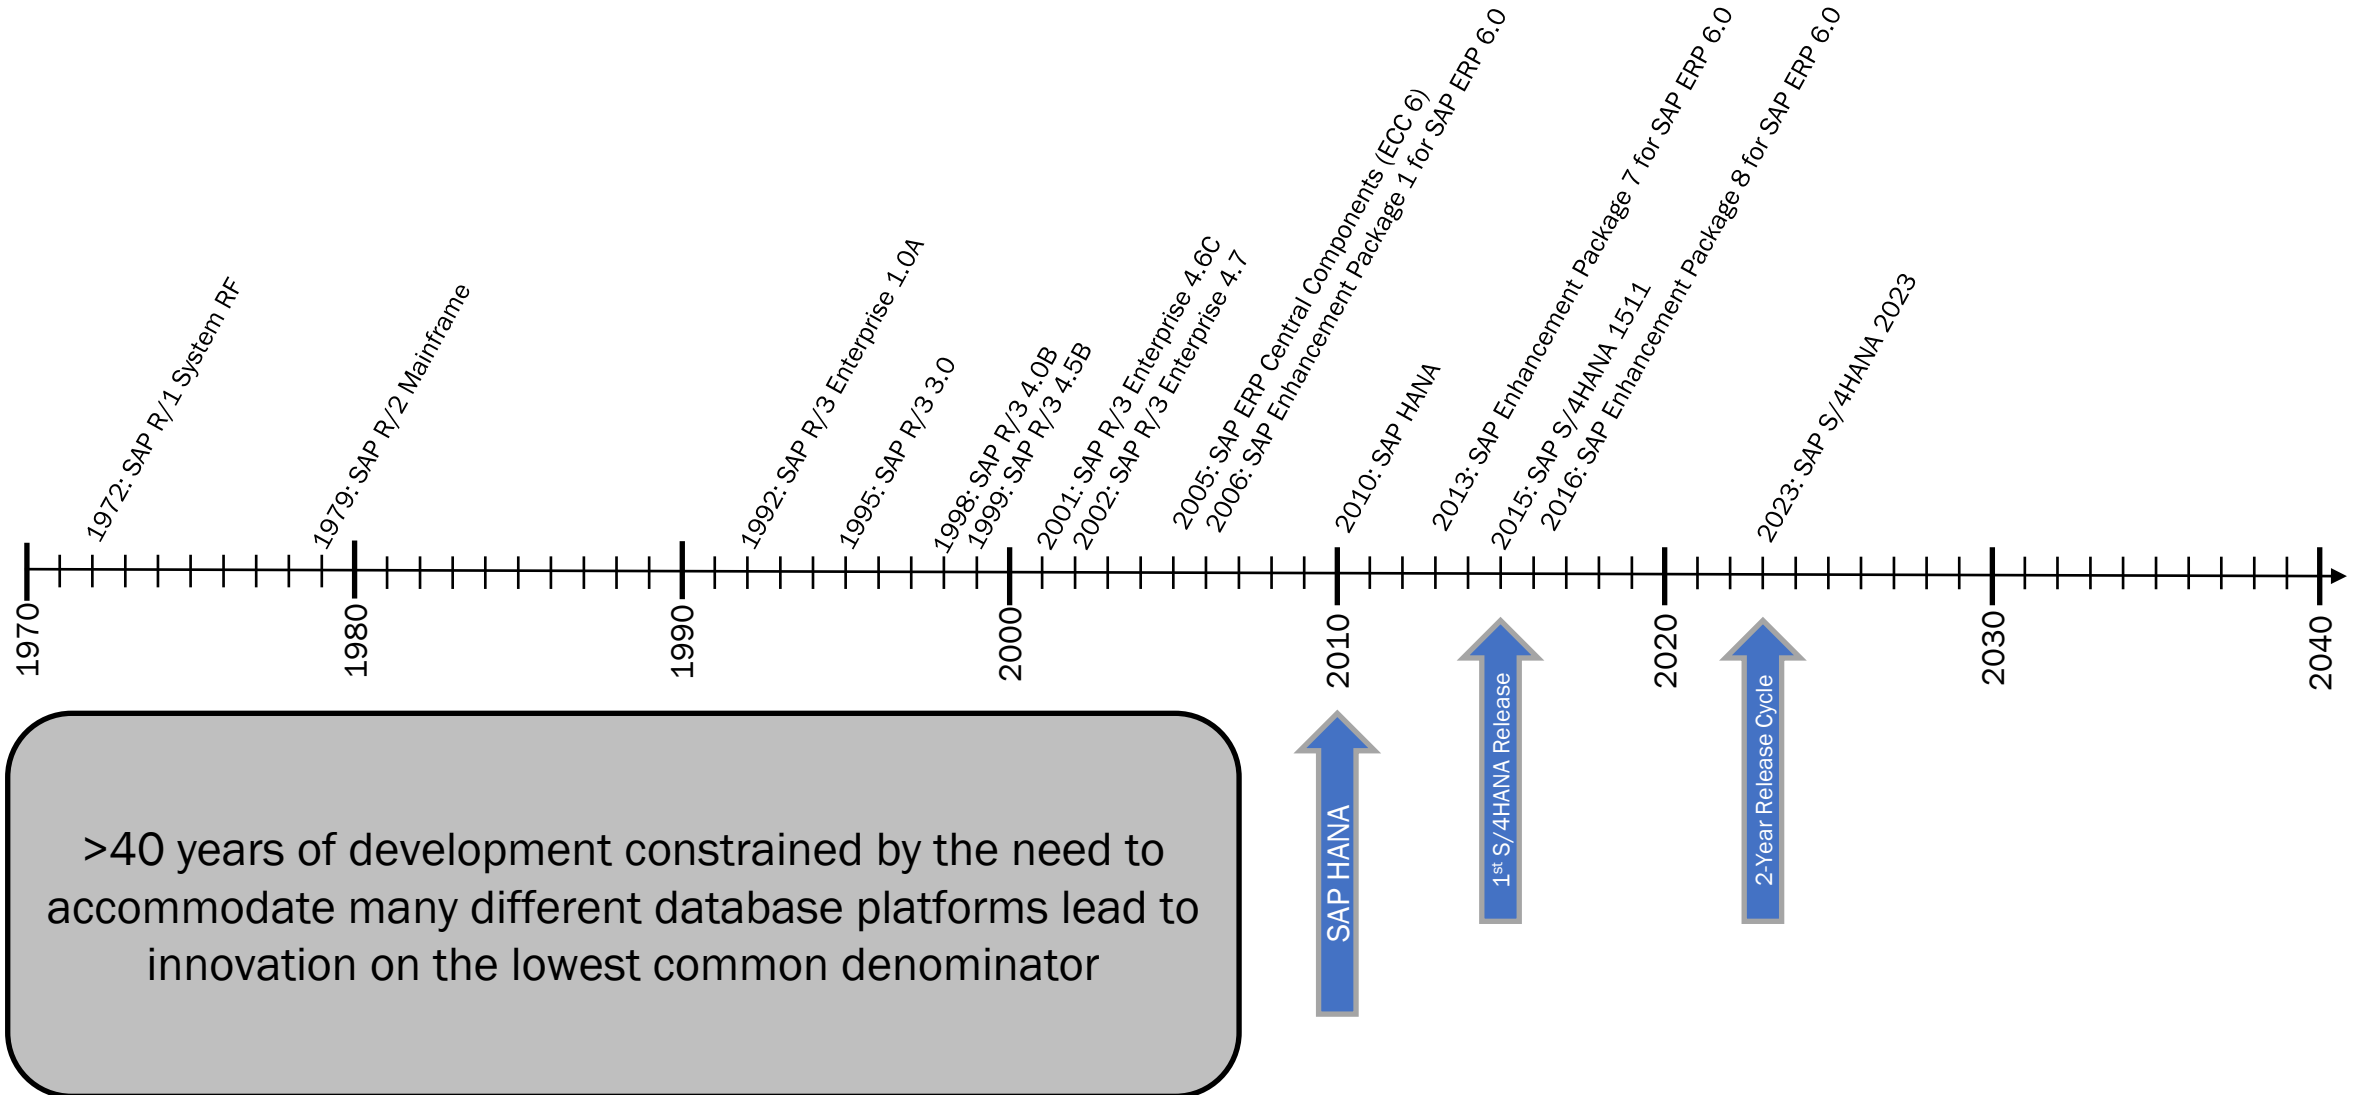 1972: SAP R/1 System RF
1979: SAP R/2 Mainframe
1992: SAP R/3 Enterprise 1.0A
1995: SAP R/3 3.0
1998: SAP R/3 4.0B
1999: SAP R/3 4.5B
2001: SAP R/3 Enterprise 4.6C
2002: SAP R/3 Enterprise 4.7
2005: SAP ERP Central Components (ECC 6)
2006: SAP Enhancement Package 1 for SAP ERP 6.0
2010: SAP HANA
2013: SAP Enhancement Package 7 for SAP ERP 6.0
2015: SAP S/4HANA 1511
2016: SAP Enhancement Package 8 for SAP ERP 6.0
2023: SAP S/4HANA 2023
1970
1980
1990
2000
2010
2020
2030
2040
>40 years of development constrained by the need to
accommodate many different database platforms lead to
innovation on the lowest common denominator
SAP HANA
1st S/4HANA Release
2-Year Release Cycle